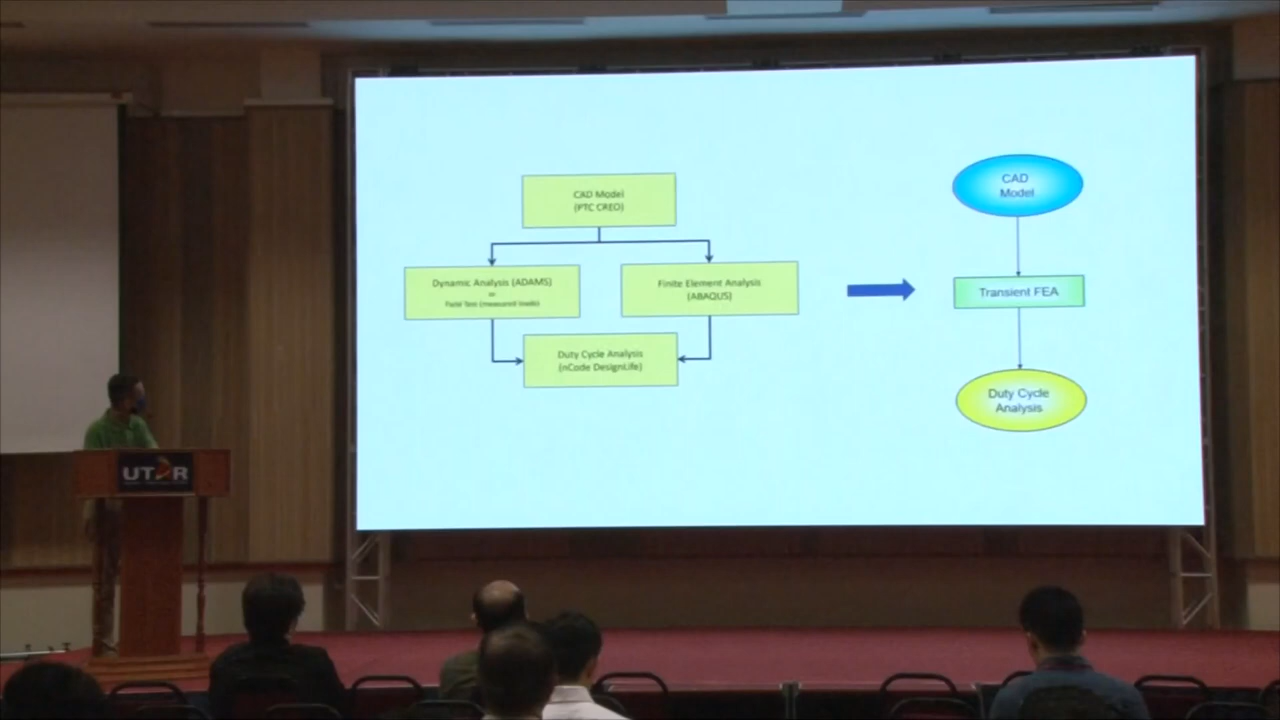 CAD Model
(PTC CREO)
Dynamic Analysis (ADAMS)
or
Field Test (measured loads)
Finite Element Analysis
(ABAQUS)
Duty Cycle Analysis
(nCode DesignLife)
CAD
Model
Transient FEA
Duty Cycle
Analysis
UTAR